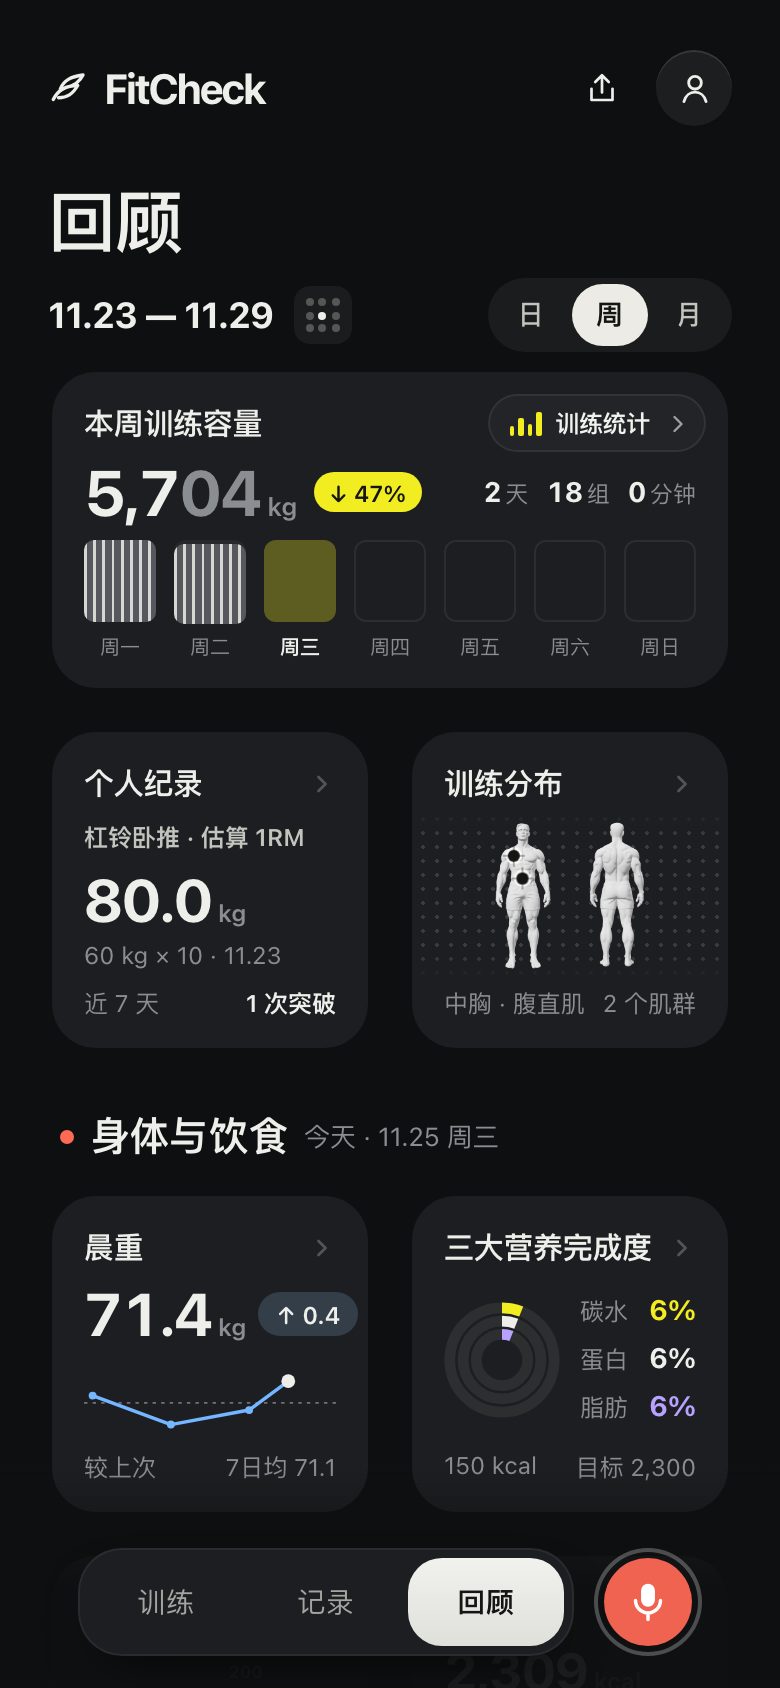 FitCheck
回顾
11.23 — 11.29
日 周 月
本周训练容量
训练统计
5,704 kg
↓ 47%
2 天 18 组 0 分钟
周一 周二 周三 周四 周五 周六 周日
个人纪录
杠铃卧推 · 估算 1RM
80.0 kg
60 kg × 10 · 11.23
近 7 天 1 次突破
训练分布
中胸 · 腹直肌 2 个肌群
身体与饮食 今天 · 11.25 周三
晨重
71.4 kg ↑ 0.4
较上次 7日均 71.1
三大营养完成度
碳水 6%
蛋白 6%
脂肪 6%
150 kcal 目标 2,300
训练 记录 回顾
200
2,309 kcal